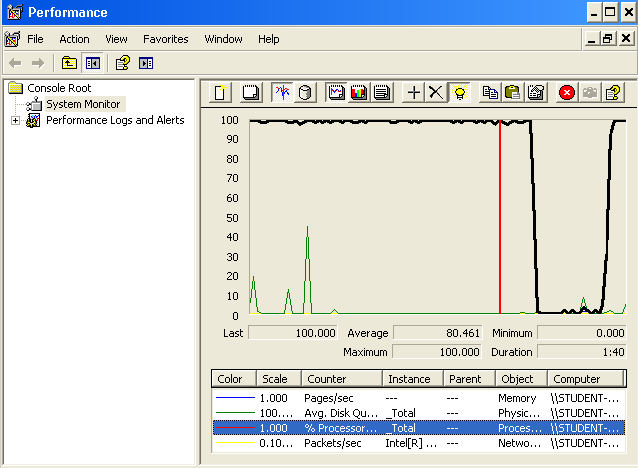 Performance
File Action View Favorites Window Help
Console Root
System Monitor
Performance Logs and Alerts
100
90
80
70
60
50
40
30
20
10
0
Last 100.000 Average 80.461 Minimum 0.000
Maximum 100.000 Duration 1:40
Color Scale Counter Instance Parent Object Computer
1.000 Pages/sec --- --- Memory \\STUDENT-...
100.... Avg. Disk Qu... _Total --- Physic... \\STUDENT-...
1.000 % Processor... _Total --- Proces... \\STUDENT-...
0.10... Packets/sec Intel[R] ... --- Netwo... \\STUDENT-...